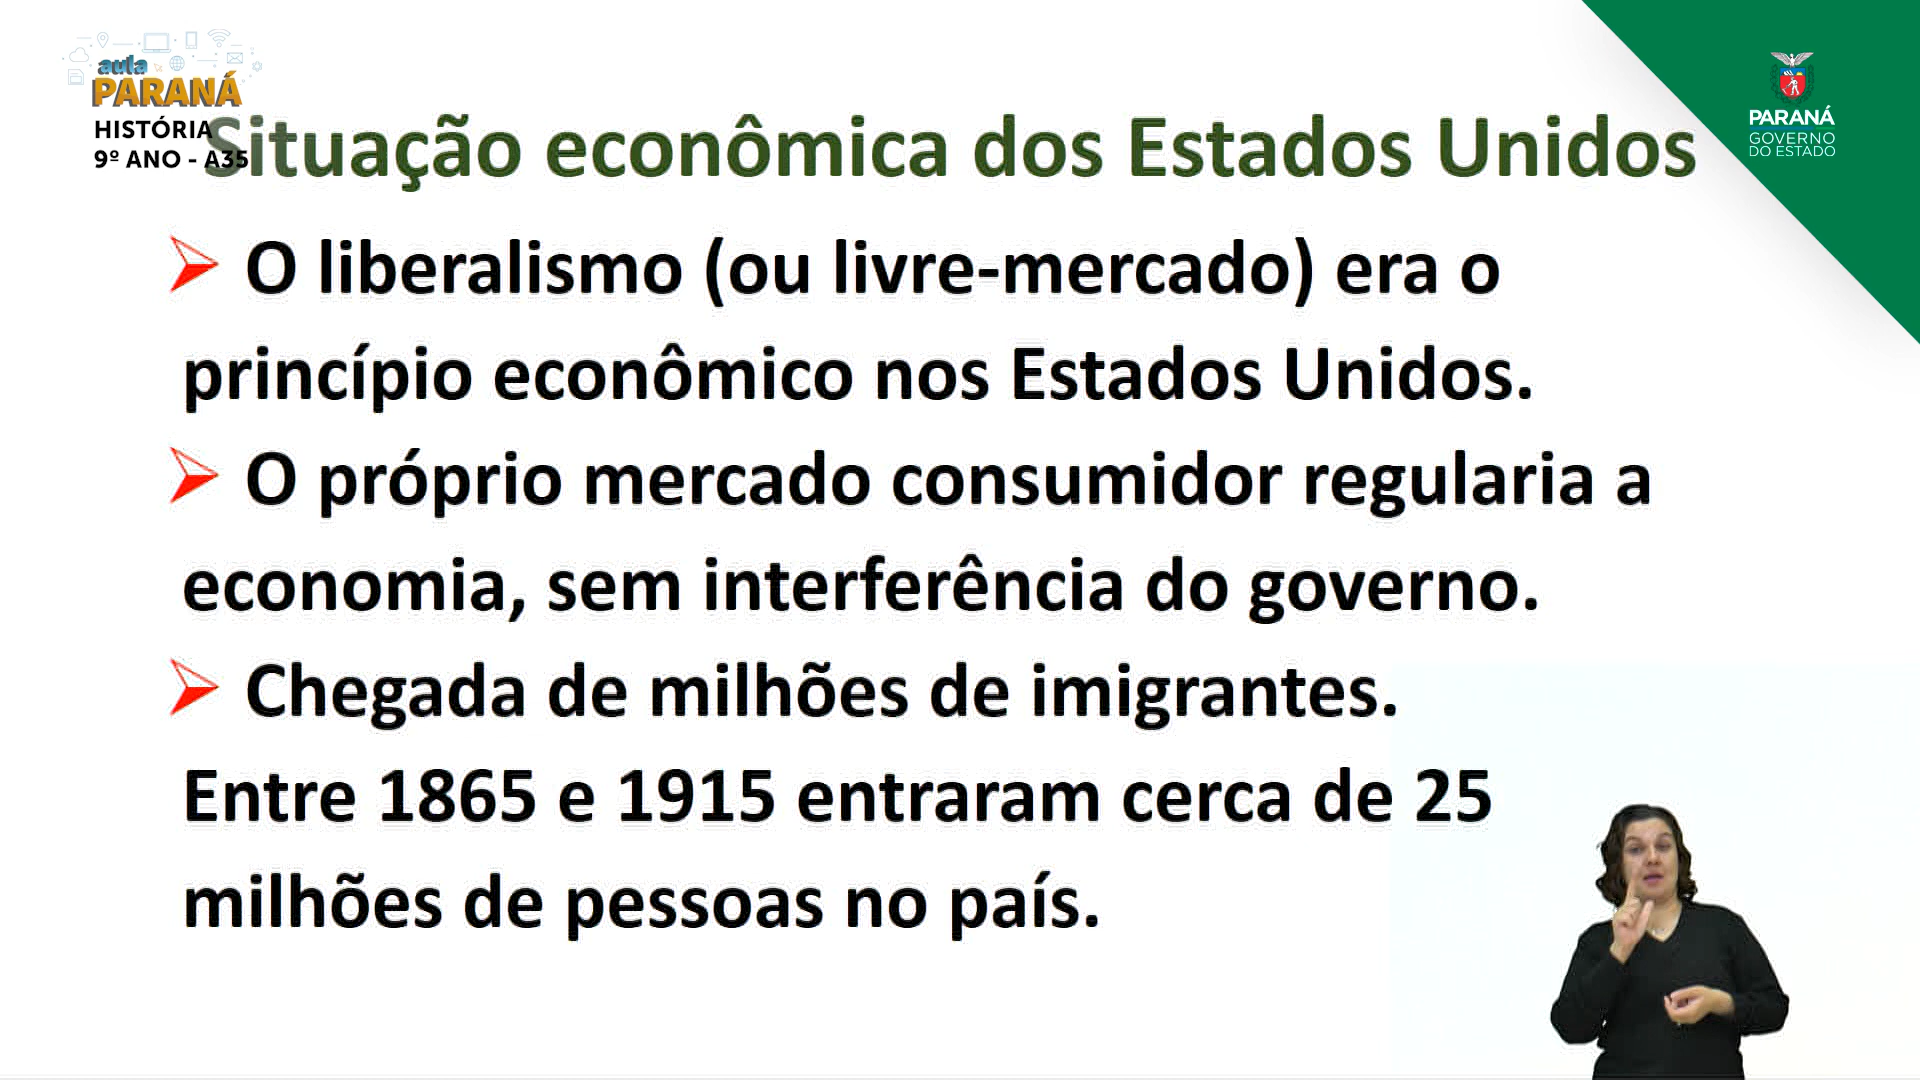 aula
PARANÁ
HISTÓRIA
9º ANO - A35
Situação econômica dos Estados Unidos
PARANÁ
GOVERNO
DO ESTADO
O liberalismo (ou livre-mercado) era o
princípio econômico nos Estados Unidos.
O próprio mercado consumidor regularia a
economia, sem interferência do governo.
Chegada de milhões de imigrantes.
Entre 1865 e 1915 entraram cerca de 25
milhões de pessoas no país.